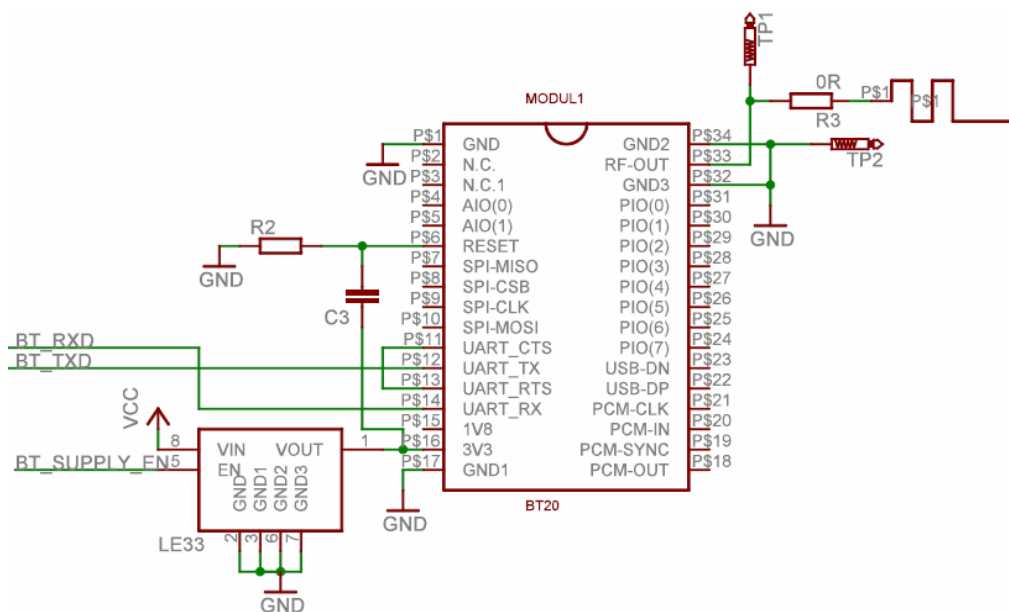 TP1
0R
P$1
P$1
R3
TP2
MODUL1
P$1 GND GND2 P$34
GND
P$2 N.C. RF-OUT P$33
P$3 N.C.1 GND3 P$32
P$4 AIO(0) PIO(0) P$31
P$5 AIO(1) PIO(1) P$30
GND
R2
P$6 RESET PIO(2) P$29
GND
P$7 SPI-MISO PIO(3) P$28
P$8 SPI-CSB PIO(4) P$27
P$9 SPI-CLK PIO(5) P$26
C3
P$10 SPI-MOSI PIO(6) P$25
BT_RXD
P$11 UART_CTS PIO(7) P$24
BT_TXD
P$12 UART_TX USB-DN P$23
P$13 UART_RTS USB-DP P$22
P$14 UART_RX PCM-CLK P$21
VCC
P$15 1V8 PCM-IN P$20
P$16 3V3 PCM-SYNC P$19
P$17 GND1 PCM-OUT P$18
8 VIN VOUT 1
BT_SUPPLY_EN 5 EN
GND GND1 GND2 GND3
2 3 6 7
LE33
GND
GND
BT20